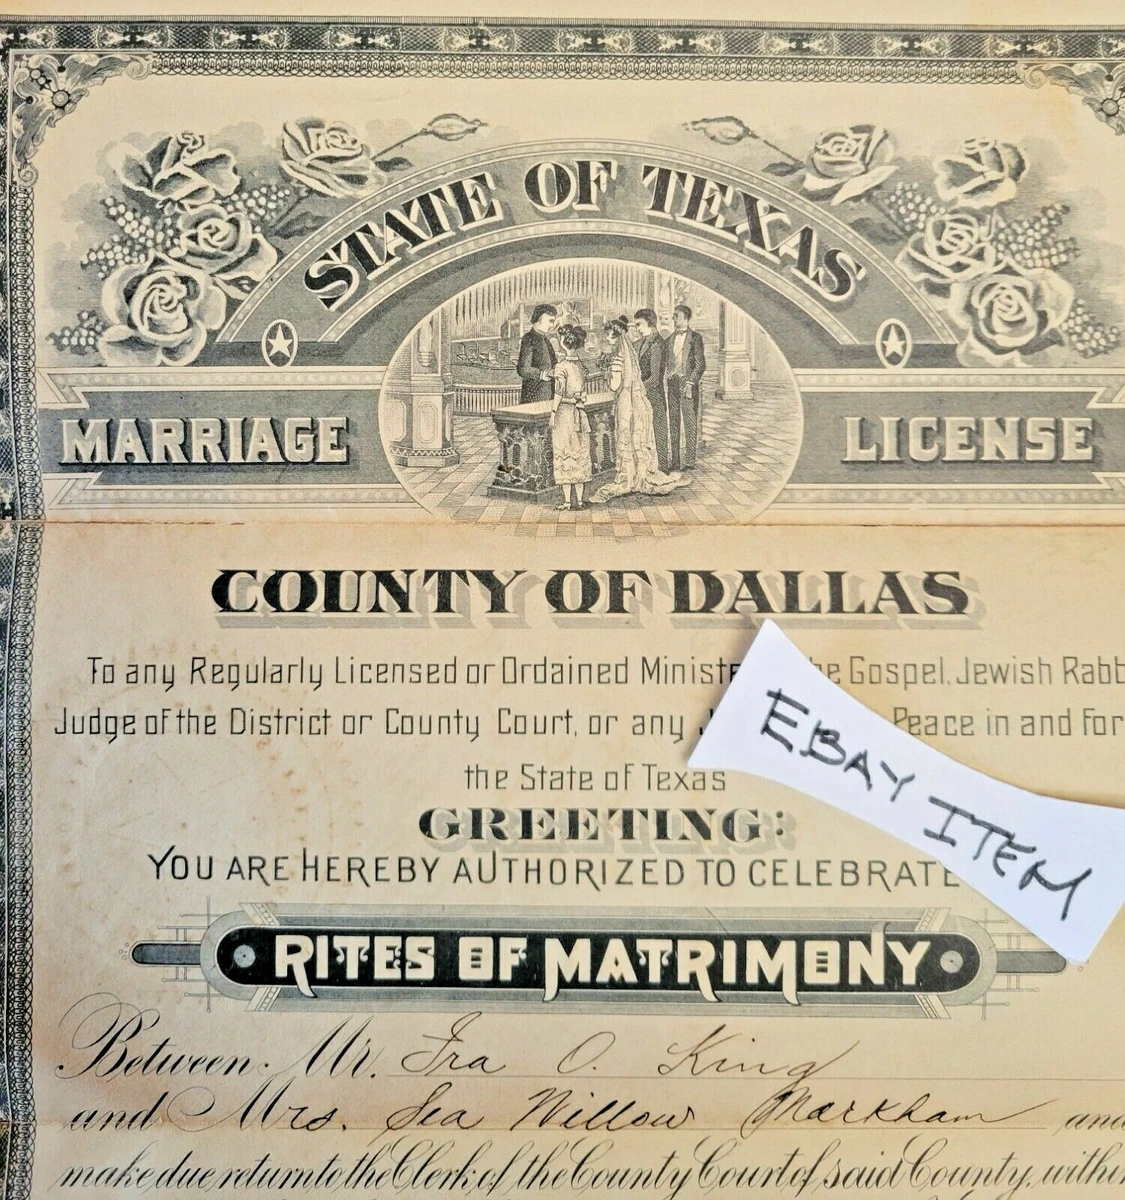 STATE OF TEXAS
MARRIAGE LICENSE
COUNTY OF DALLAS
To any Regularly Licensed or Ordained Ministe he Gospel, Jewish Rabb
Judge of the District or County Court, or any J Peace in and for
the State of Texas
GREETING:
YOU ARE HEREBY AUTHORIZED TO CELEBRATE
EBAY ITEM
RITES OF MATRIMONY
Between Mr. Ira O. King
and Mrs. Willow Markham and
make due return to the Clerk of the County Court of said County, within